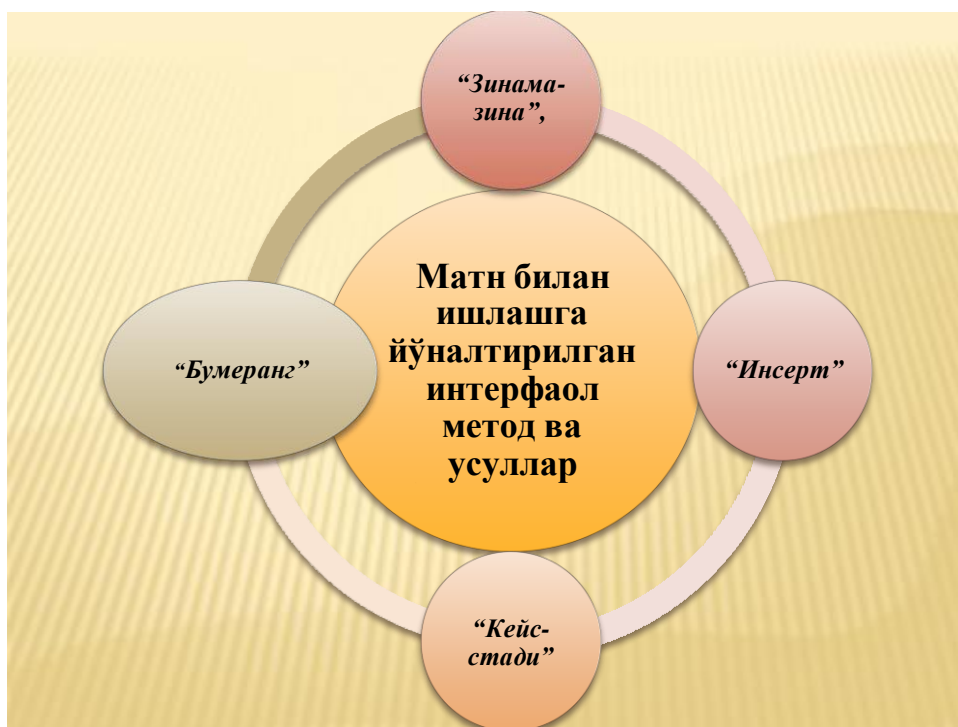 “Зинама-
зина”,
Матн билан
ишлашга
йўналтирилган
интерфаол
метод ва
усуллар
“Бумеранг”
“Инсерт”
“Кейс-
стади”